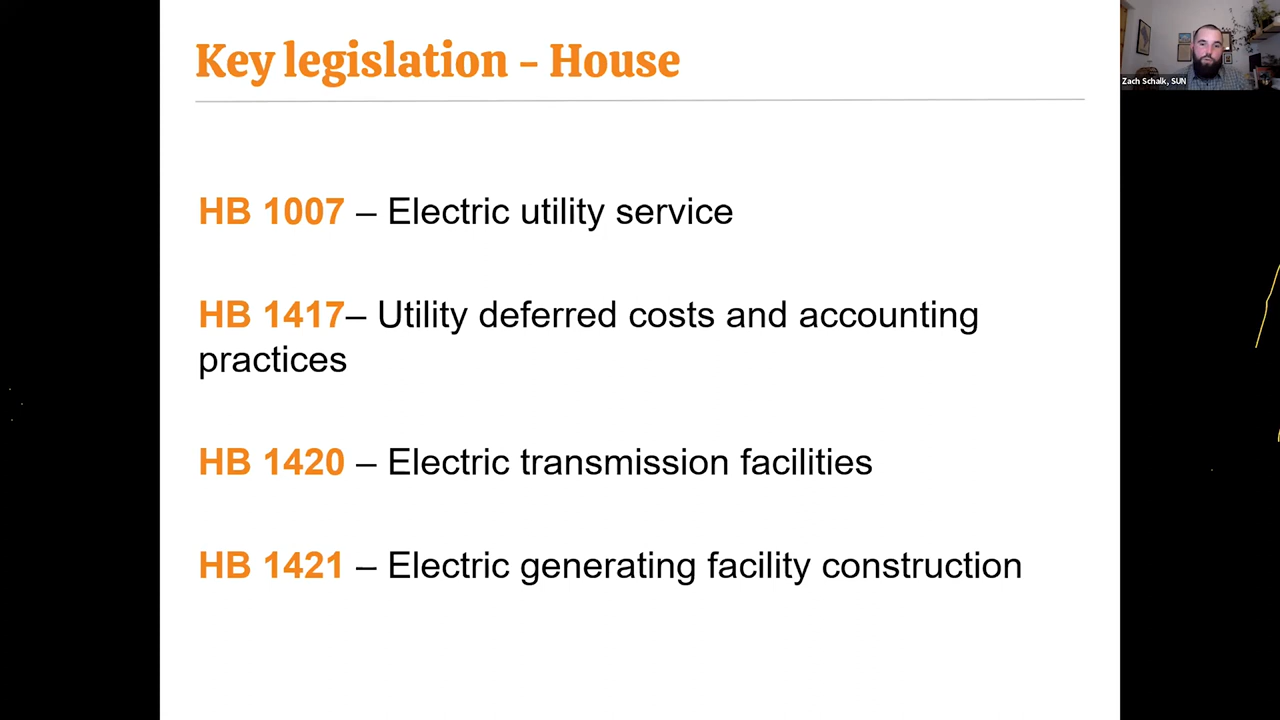 Key legislation – House
Zach Schalk, SUN
HB 1007 – Electric utility service
HB 1417– Utility deferred costs and accounting
practices
HB 1420 – Electric transmission facilities
HB 1421 – Electric generating facility construction